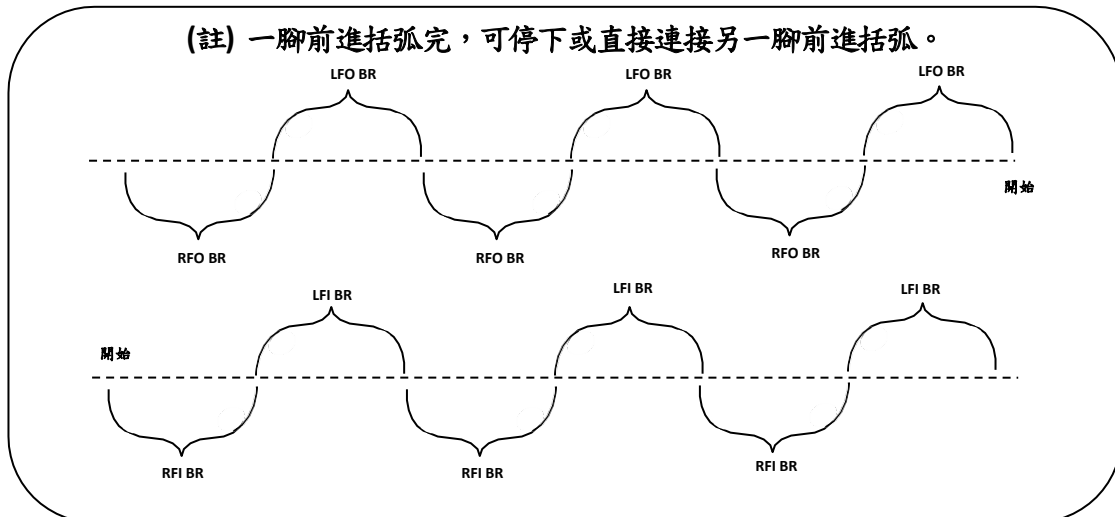 (註) 一腳前進括弧完，可停下或直接連接另一腳前進括弧。
LFO BR LFO BR LFO BR
開始
RFO BR RFO BR RFO BR
LFI BR LFI BR LFI BR
開始
RFI BR RFI BR RFI BR